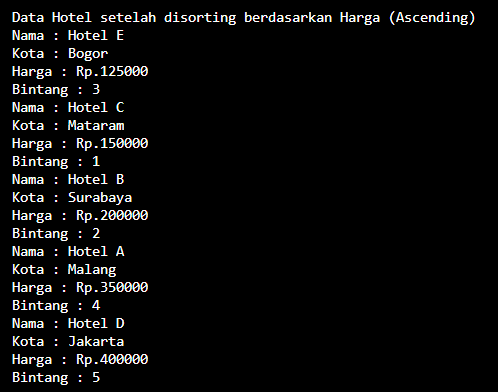 Data Hotel setelah disorting berdasarkan Harga (Ascending)
Nama : Hotel E
Kota : Bogor
Harga : Rp.125000
Bintang : 3
Nama : Hotel C
Kota : Mataram
Harga : Rp.150000
Bintang : 1
Nama : Hotel B
Kota : Surabaya
Harga : Rp.200000
Bintang : 2
Nama : Hotel A
Kota : Malang
Harga : Rp.350000
Bintang : 4
Nama : Hotel D
Kota : Jakarta
Harga : Rp.400000
Bintang : 5